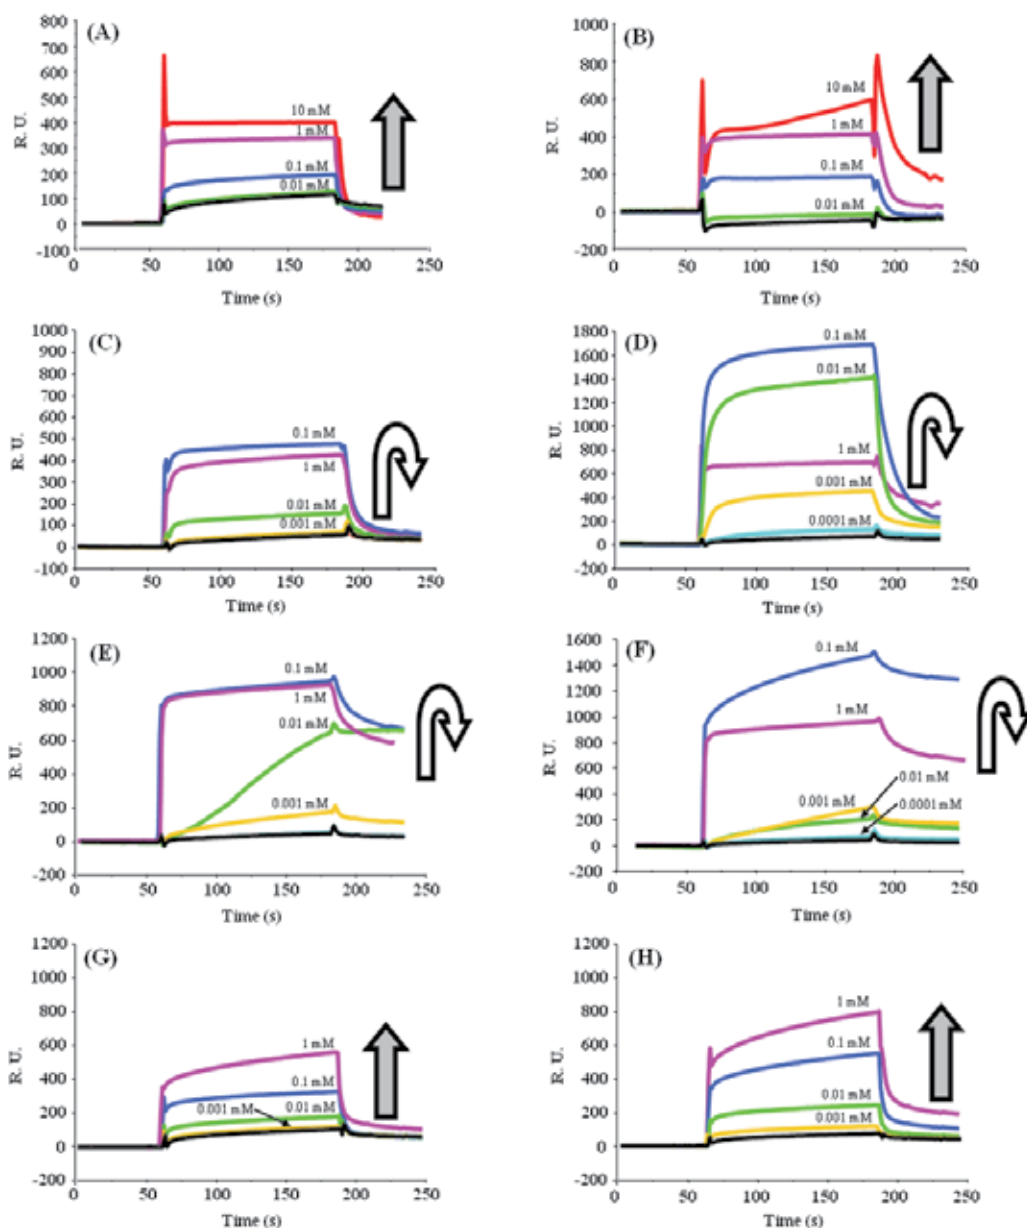 (A)
R. U.
800
700
600
500
400
300
200
100
0
-100
10 mM
1 mM
0.1 mM
0.01 mM
0 50 100 150 200 250
Time (s)
(B)
R. U.
1000
800
600
400
200
0
-200
10 mM
1 mM
0.1 mM
0.01 mM
0 50 100 150 200 250
Time (s)
(C)
R. U.
1000
900
800
700
600
500
400
300
200
100
0
-100
0.1 mM
1 mM
0.01 mM
0.001 mM
0 50 100 150 200 250
Time (s)
(D)
R. U.
1800
1600
1400
1200
1000
800
600
400
200
0
-200
0.1 mM
0.01 mM
1 mM
0.001 mM
0.0001 mM
0 50 100 150 200 250
Time (s)
(E)
R. U.
1200
1000
800
600
400
200
0
-200
0.1 mM
1 mM
0.01 mM
0.001 mM
0 50 100 150 200 250
Time (s)
(F)
R. U.
1600
1400
1200
1000
800
600
400
200
0
-200
0.1 mM
1 mM
0.01 mM
0.001 mM
0.0001 mM
0 50 100 150 200 250
Time (s)
(G)
R. U.
1200
1000
800
600
400
200
0
-200
1 mM
0.1 mM
0.001 mM
0.01 mM
0 50 100 150 200 250
Time (s)
(H)
R. U.
1200
1000
800
600
400
200
0
-200
1 mM
0.1 mM
0.01 mM
0.001 mM
0 50 100 150 200 250
Time (s)